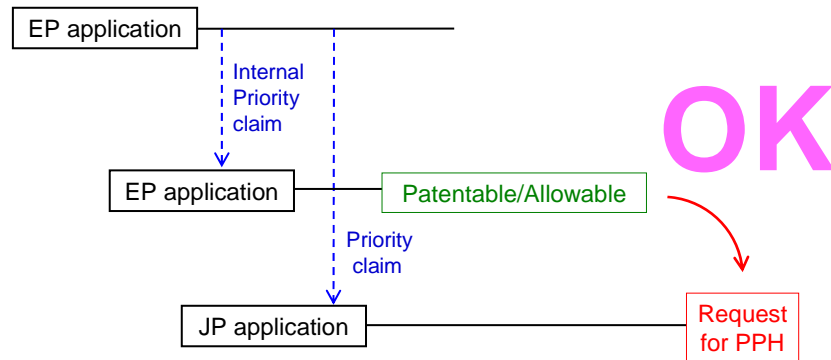 EP application
Internal
Priority
claim
OK
EP application
Patentable/Allowable
Priority
claim
JP application
Request
for PPH